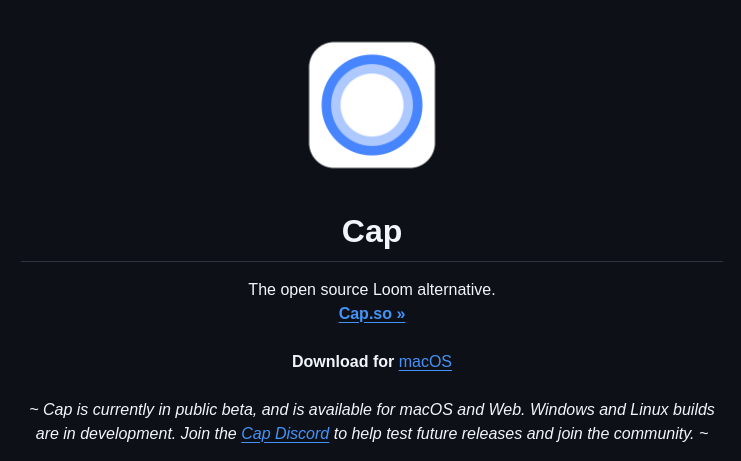 Cap
The open source Loom alternative.
Cap.so »
Download for macOS
~ Cap is currently in public beta, and is available for macOS and Web. Windows and Linux builds
are in development. Join the Cap Discord to help test future releases and join the community. ~